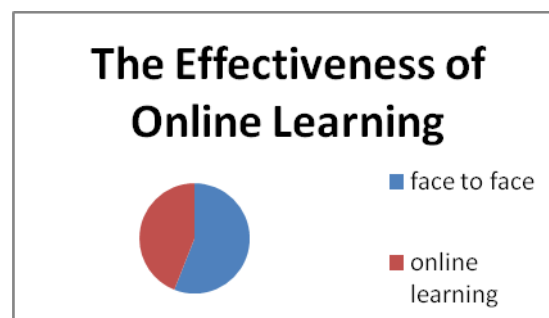 The Effectiveness of
Online Learning
face to face
online
learning